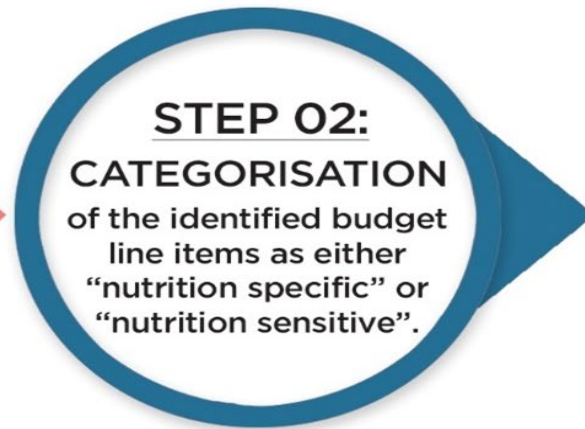 STEP 02:
CATEGORISATION
of the identified budget
line items as either
“nutrition specific” or
“nutrition sensitive”.